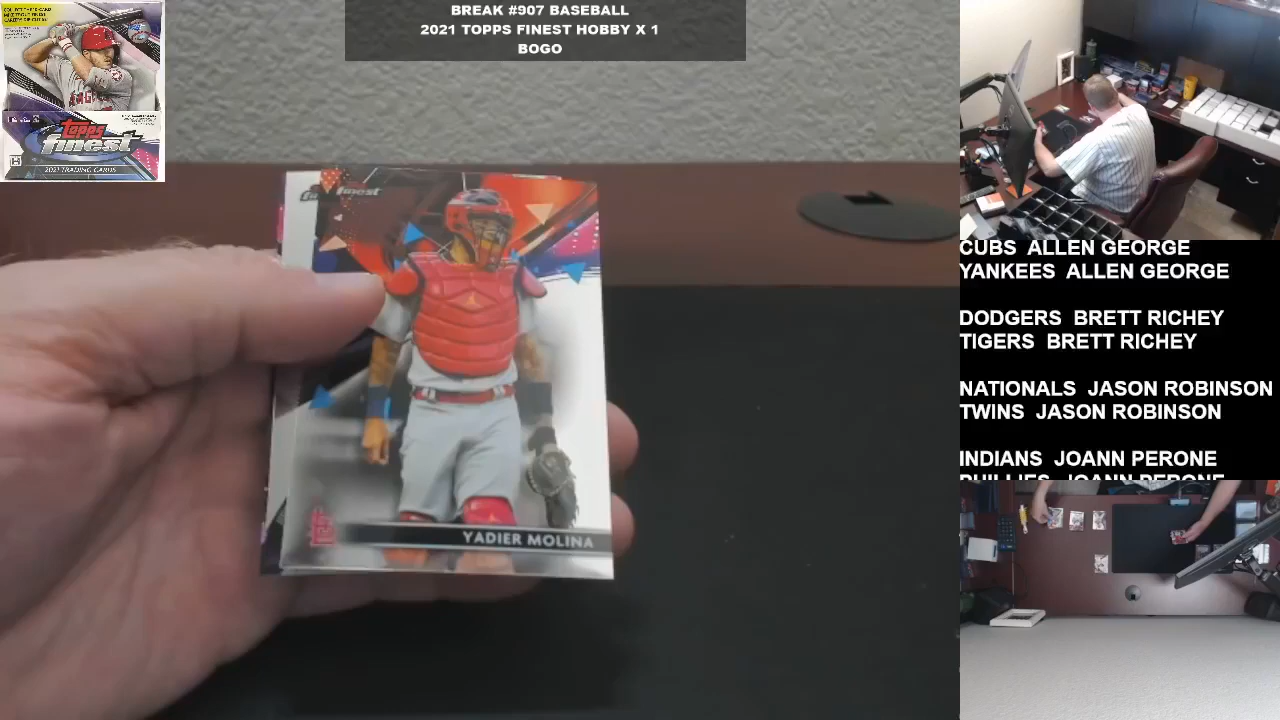 BREAK #907 BASEBALL
2021 TOPPS FINEST HOBBY X 1
BOGO
topps
finest
2021 TRADING CARDS
finest
YADIER MOLINA
CUBS ALLEN GEORGE
YANKEES ALLEN GEORGE
DODGERS BRETT RICHEY
TIGERS BRETT RICHEY
NATIONALS JASON ROBINSON
TWINS JASON ROBINSON
INDIANS JOANN PERONE
PHILLIES JOANN PERONE